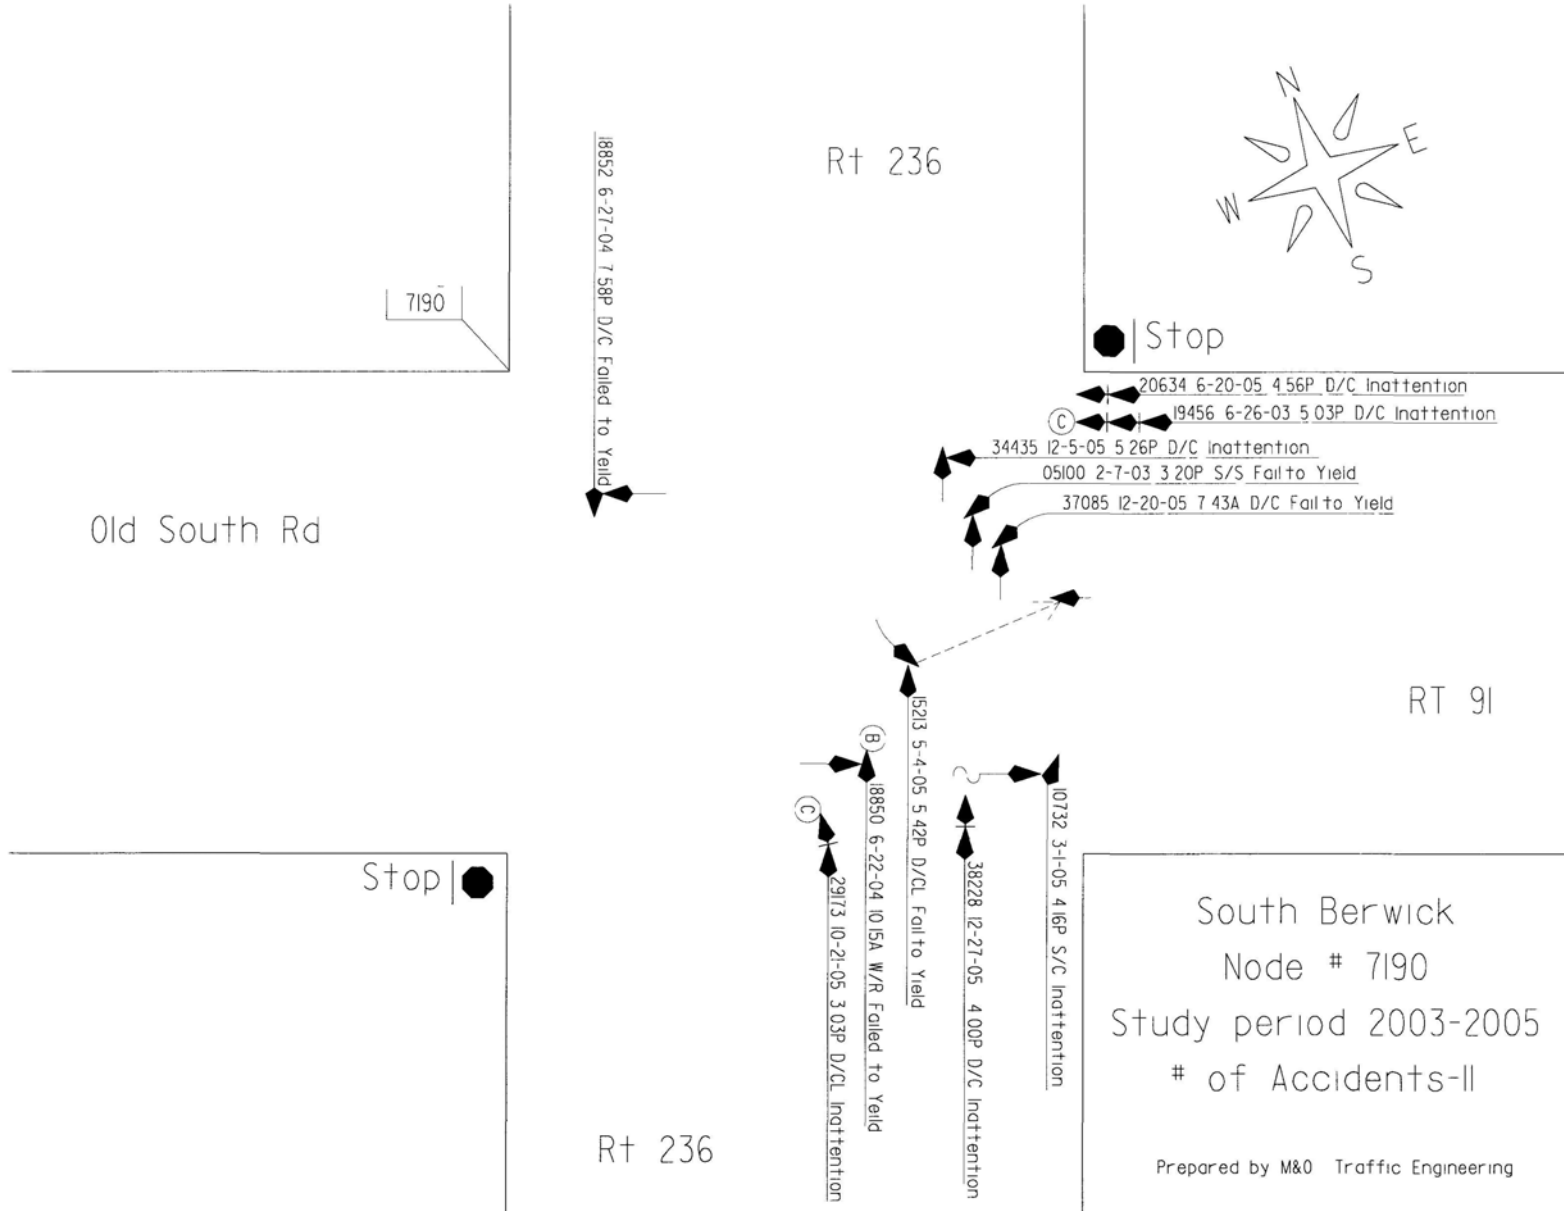 Rt 236
N
E
W
S
18852 6-27-04 7 58P D/C Failed to Yeild
7190
Stop
20634 6-20-05 4 56P D/C Inattention
C
19456 6-26-03 5 03P D/C Inattention
34435 12-5-05 5 26P D/C Inattention
05100 2-7-03 3 20P S/S Fail to Yield
37085 12-20-05 7 43A D/C Fail to Yield
Old South Rd
RT 91
15213 5-4-05 5 42P D/CL Fail to Yield
B
18850 6-22-04 10 15A W/R Failed to Yeild
C
29173 10-21-05 3 03P D/CL Inattention
38228 12-27-05 4 00P D/C Inattention
10732 3-1-05 4 16P S/C Inattention
Stop
Rt 236
South Berwick
Node # 7190
Study period 2003-2005
# of Accidents-11
Prepared by M&O Traffic Engineering